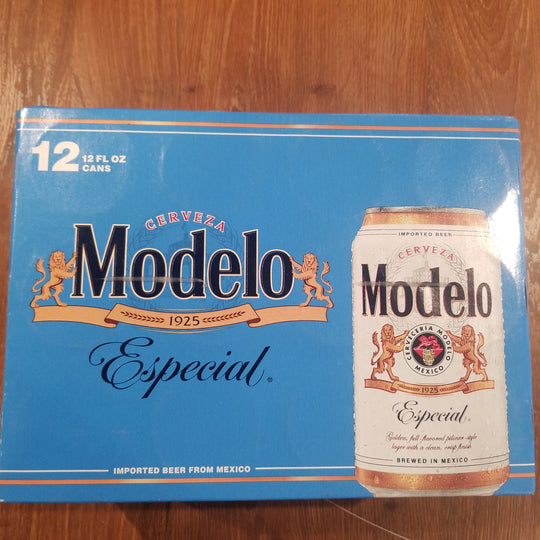 12 12 FL OZ
CANS
CERVEZA
Modelo
1925
Especial®
IMPORTED BEER FROM MEXICO
IMPORTED BEER
CERVEZA
Modelo
CERVECERIA MODELO
MEXICO
1925
Especial
Golden, full-flavored pilsner-style
lager with a clean, crisp finish
BREWED IN MEXICO